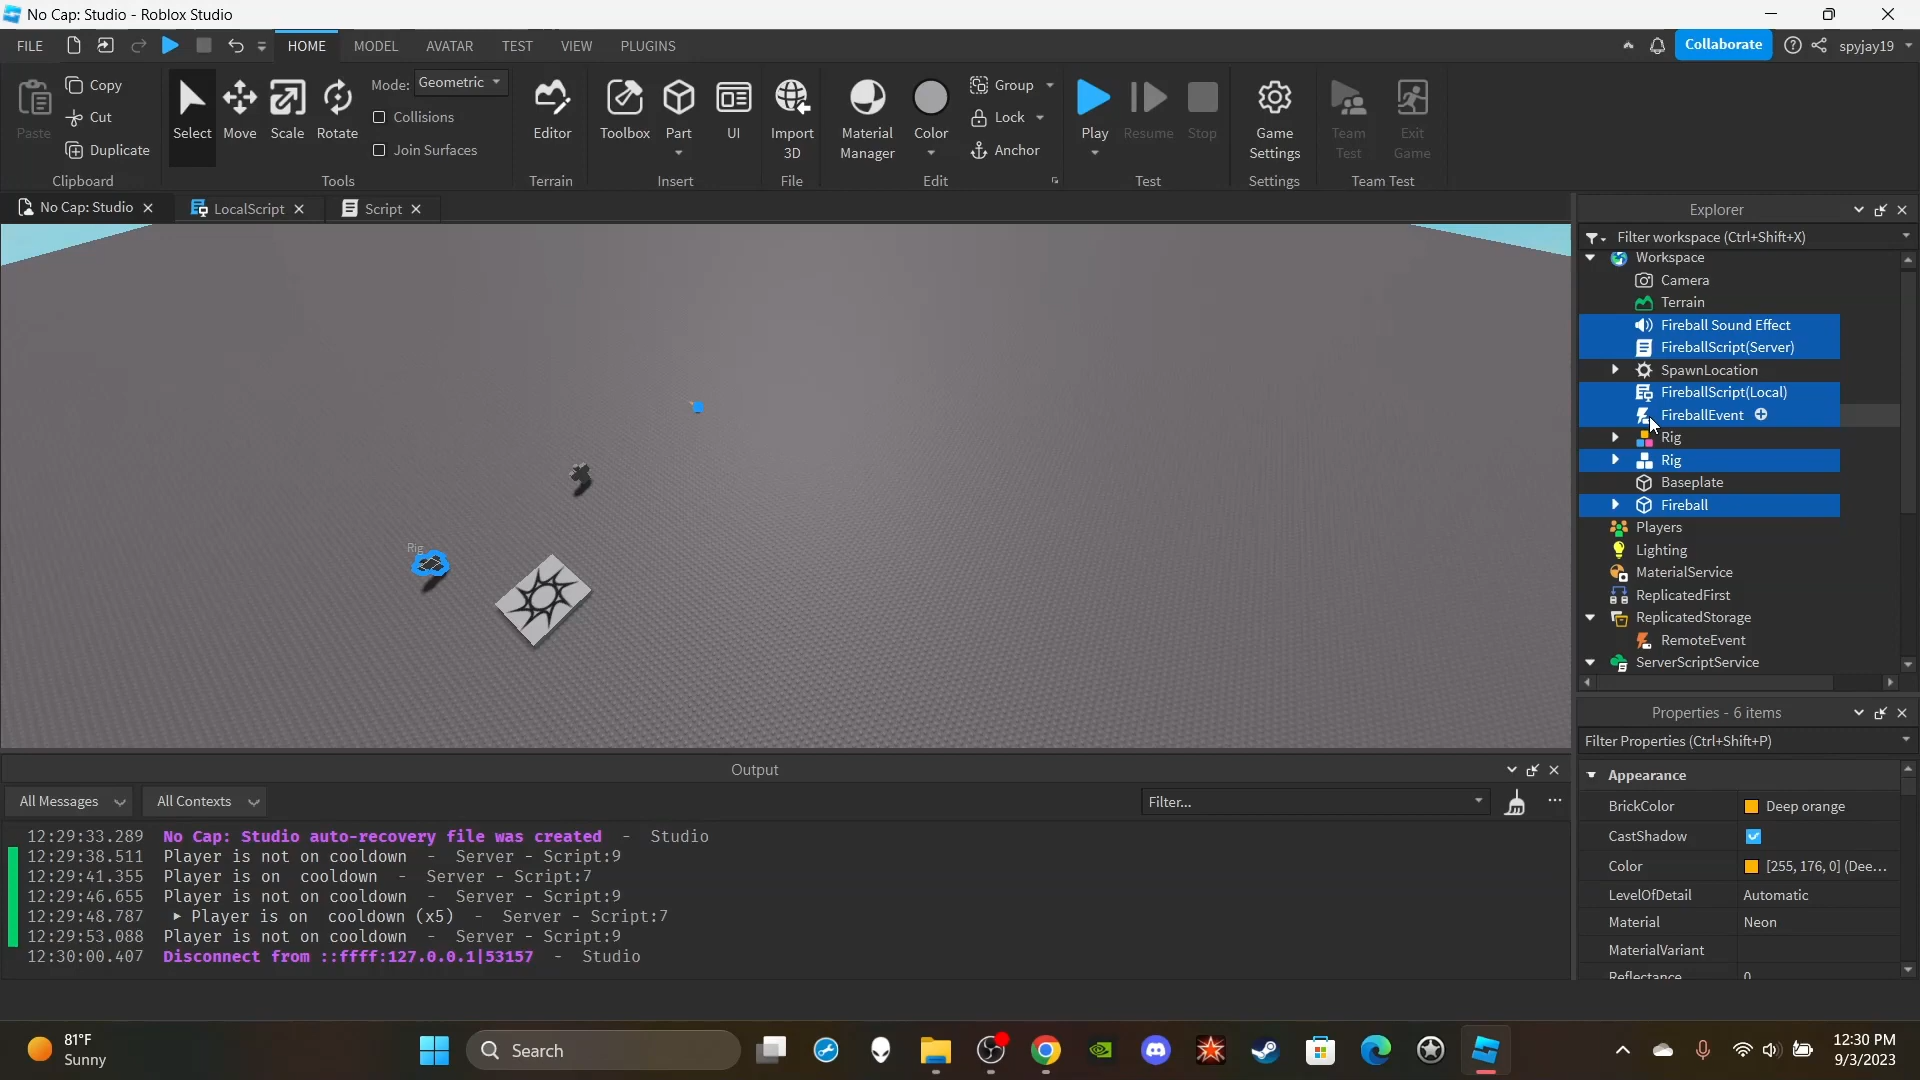 No Cap: Studio - Roblox Studio
FILE
HOME
MODEL
AVATAR
TEST
VIEW
PLUGINS
Collaborate
spyjay19
Paste
Copy
Cut
Duplicate
Clipboard
Select
Move
Scale
Rotate
Mode:
Geometric
Collisions
Join Surfaces
Tools
Editor
Terrain
Toolbox
Part
UI
Insert
Import
3D
File
Material
Manager
Color
Group
Lock
Anchor
Edit
Play
Resume
Stop
Test
Game
Settings
Settings
Team
Test
Exit
Game
Team Test
No Cap: Studio
LocalScript
Script
Rig
Explorer
Filter workspace (Ctrl+Shift+X)
Workspace
Camera
Terrain
Fireball Sound Effect
FireballScript(Server)
SpawnLocation
FireballScript(Local)
FireballEvent
Rig
Rig
Baseplate
Fireball
Players
Lighting
MaterialService
ReplicatedFirst
ReplicatedStorage
RemoteEvent
ServerScriptService
Properties - 6 items
Filter Properties (Ctrl+Shift+P)
Appearance
BrickColor Deep orange
CastShadow
Color [255, 176, 0] (Dee...
LevelOfDetail Automatic
Material Neon
MaterialVariant
Reflectance 0
Output
All Messages
All Contexts
Filter...
12:29:33.289 No Cap: Studio auto-recovery file was created - Studio
12:29:38.511 Player is not on cooldown - Server - Script:9
12:29:41.355 Player is on cooldown - Server - Script:7
12:29:46.655 Player is not on cooldown - Server - Script:9
12:29:48.787 Player is on cooldown (x5) - Server - Script:7
12:29:53.088 Player is not on cooldown - Server - Script:9
12:30:00.407 Disconnect from ::ffff:127.0.0.1|53157 - Studio
81°F
Sunny
Search
12:30 PM
9/3/2023